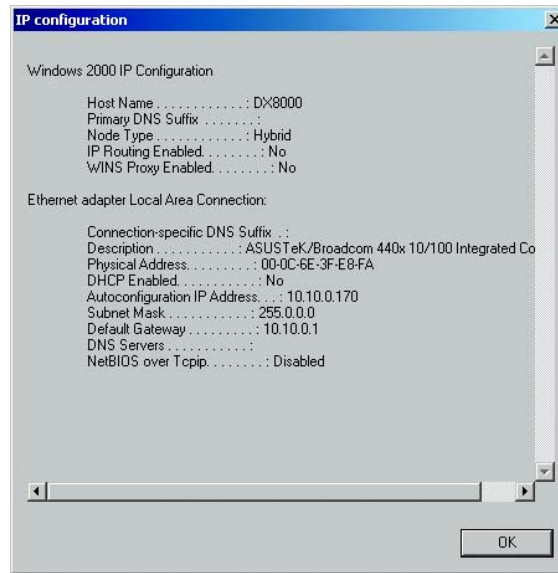 IP configuration
Windows 2000 IP Configuration
Host Name . . . . . . . . . . . . : DX8000
Primary DNS Suffix . . . . . . . :
Node Type . . . . . . . . . . . . : Hybrid
IP Routing Enabled. . . . . . . . : No
WINS Proxy Enabled. . . . . . . . : No
Ethernet adapter Local Area Connection:
Connection-specific DNS Suffix . :
Description . . . . . . . . . . . : ASUSTeK/Broadcom 440x 10/100 Integrated Co
Physical Address. . . . . . . . . : 00-0C-6E-3F-E8-FA
DHCP Enabled. . . . . . . . . . . : No
Autoconfiguration IP Address. . . : 10.10.0.170
Subnet Mask . . . . . . . . . . . : 255.0.0.0
Default Gateway . . . . . . . . . : 10.10.0.1
DNS Servers . . . . . . . . . . . :
NetBIOS over Tcpip. . . . . . . . : Disabled
OK